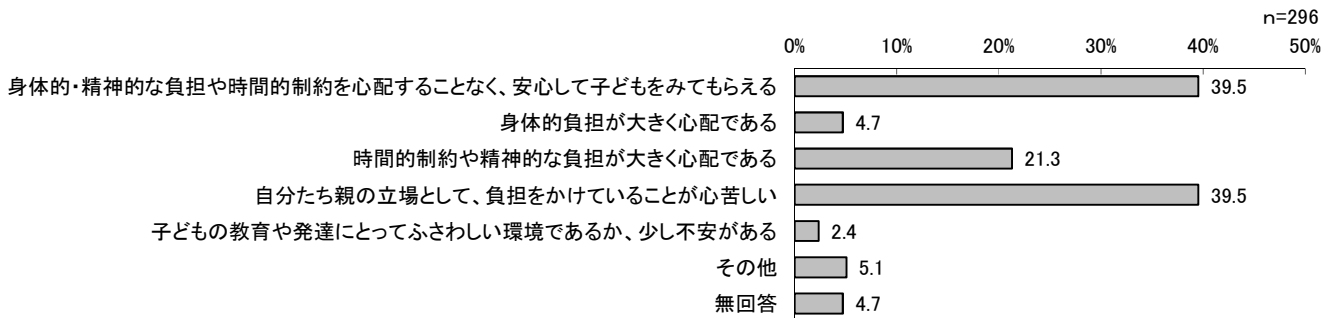 n=296
0% 10% 20% 30% 40% 50%
身体的・精神的な負担や時間的制約を心配することなく、安心して子どもをみてもらえる 39.5
身体的負担が大きく心配である 4.7
時間的制約や精神的な負担が大きく心配である 21.3
自分たち親の立場として、負担をかけていることが心苦しい 39.5
子どもの教育や発達にとってふさわしい環境であるか、少し不安がある 2.4
その他 5.1
無回答 4.7